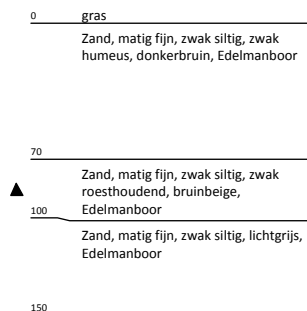 0 gras
Zand, matig fijn, zwak siltig, zwak
humeus, donkerbruin, Edelmanboor
70
Zand, matig fijn, zwak siltig, zwak
roesthoudend, bruinbeige,
Edelmanboor
100
Zand, matig fijn, zwak siltig, lichtgrijs,
Edelmanboor
150